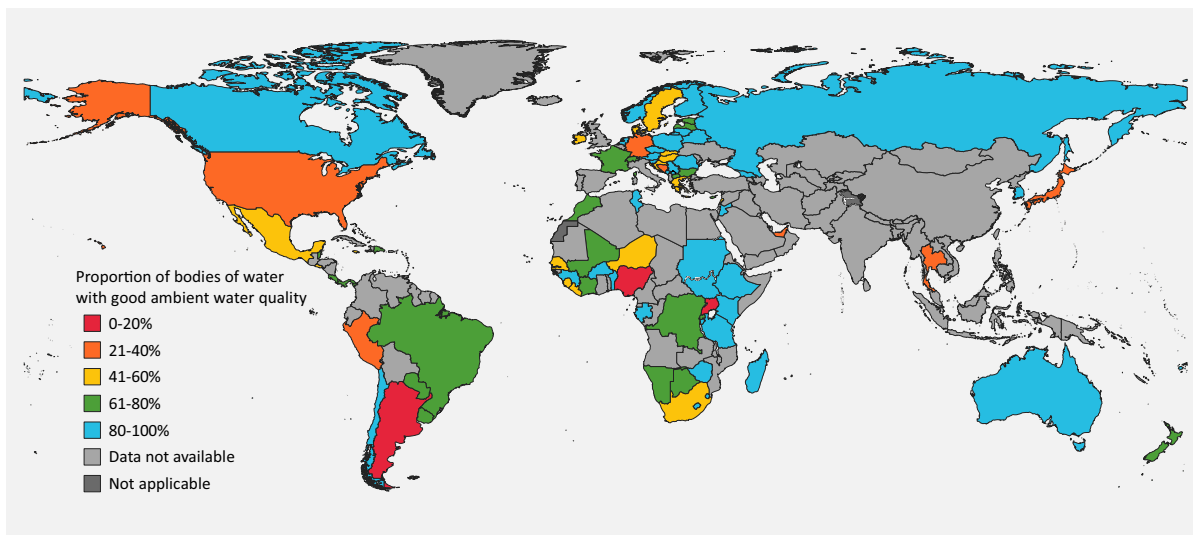 Proportion of bodies of water
with good ambient water quality
0-20%
21-40%
41-60%
61-80%
80-100%
Data not available
Not applicable